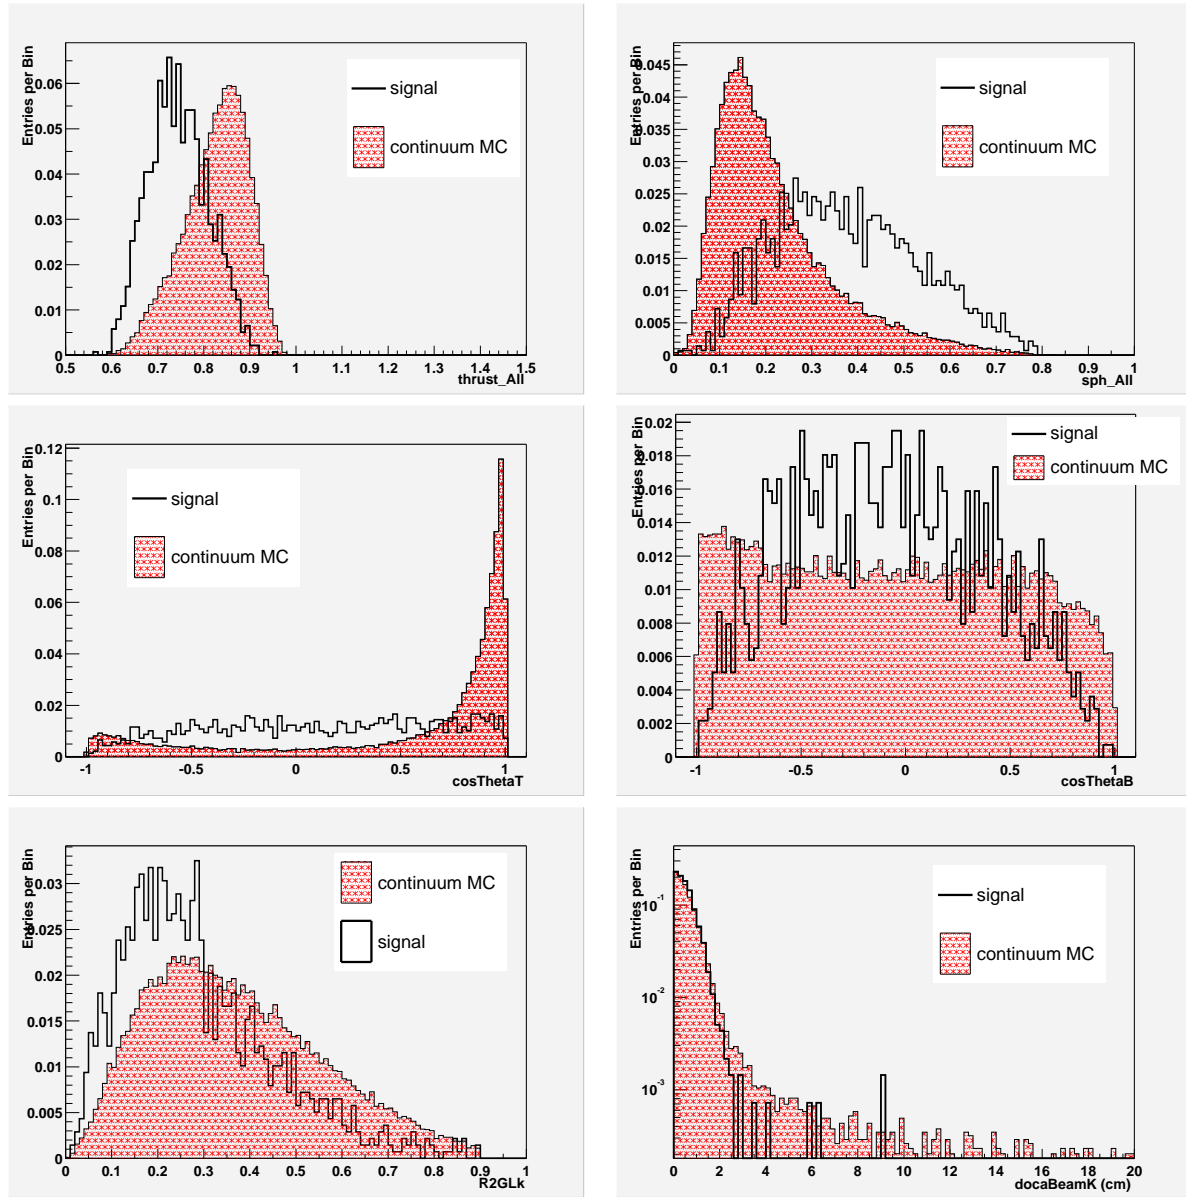 Entries per Bin
0.06
0.05
0.04
0.03
0.02
0.01
0
0.5 0.6 0.7 0.8 0.9 1 1.1 1.2 1.3 1.4 1.5
thrust_All
signal
continuum MC
Entries per Bin
0.045
0.04
0.035
0.03
0.025
0.02
0.015
0.01
0.005
0
0 0.1 0.2 0.3 0.4 0.5 0.6 0.7 0.8 0.9 1
sph_All
signal
continuum MC
Entries per Bin
0.12
0.1
0.08
0.06
0.04
0.02
0
-1 -0.5 0 0.5 1
cosThetaT
signal
continuum MC
Entries per Bin
0.02
0.018
0.016
0.014
0.012
0.01
0.008
0.006
0.004
0.002
0
-1 -0.5 0 0.5 1
cosThetaB
signal
continuum MC
Entries per Bin
0.03
0.025
0.02
0.015
0.01
0.005
0
0 0.1 0.2 0.3 0.4 0.5 0.6 0.7 0.8 0.9 1
R2GLk
continuum MC
signal
Entries per Bin
10-1
10-2
10-3
0 2 4 6 8 10 12 14 16 18 20
docaBeamK (cm)
signal
continuum MC